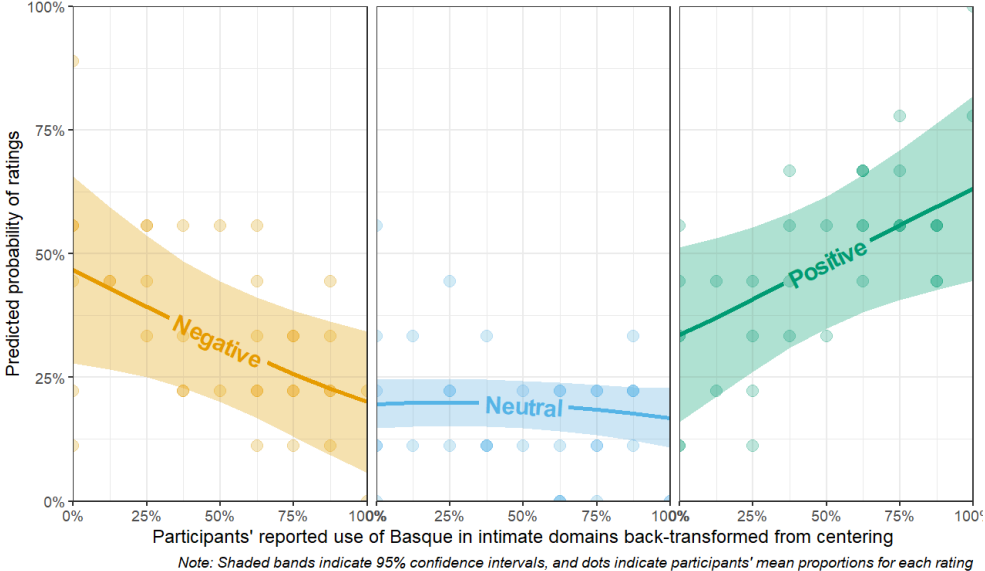 100%
75%
50%
25%
0%
Predicted probability of ratings
Negative
Neutral
Positive
0% 25% 50% 75% 100% 0% 25% 50% 75% 100% 0% 25% 50% 75% 100%
Participants' reported use of Basque in intimate domains back-transformed from centering
Note: Shaded bands indicate 95% confidence intervals, and dots indicate participants' mean proportions for each rating